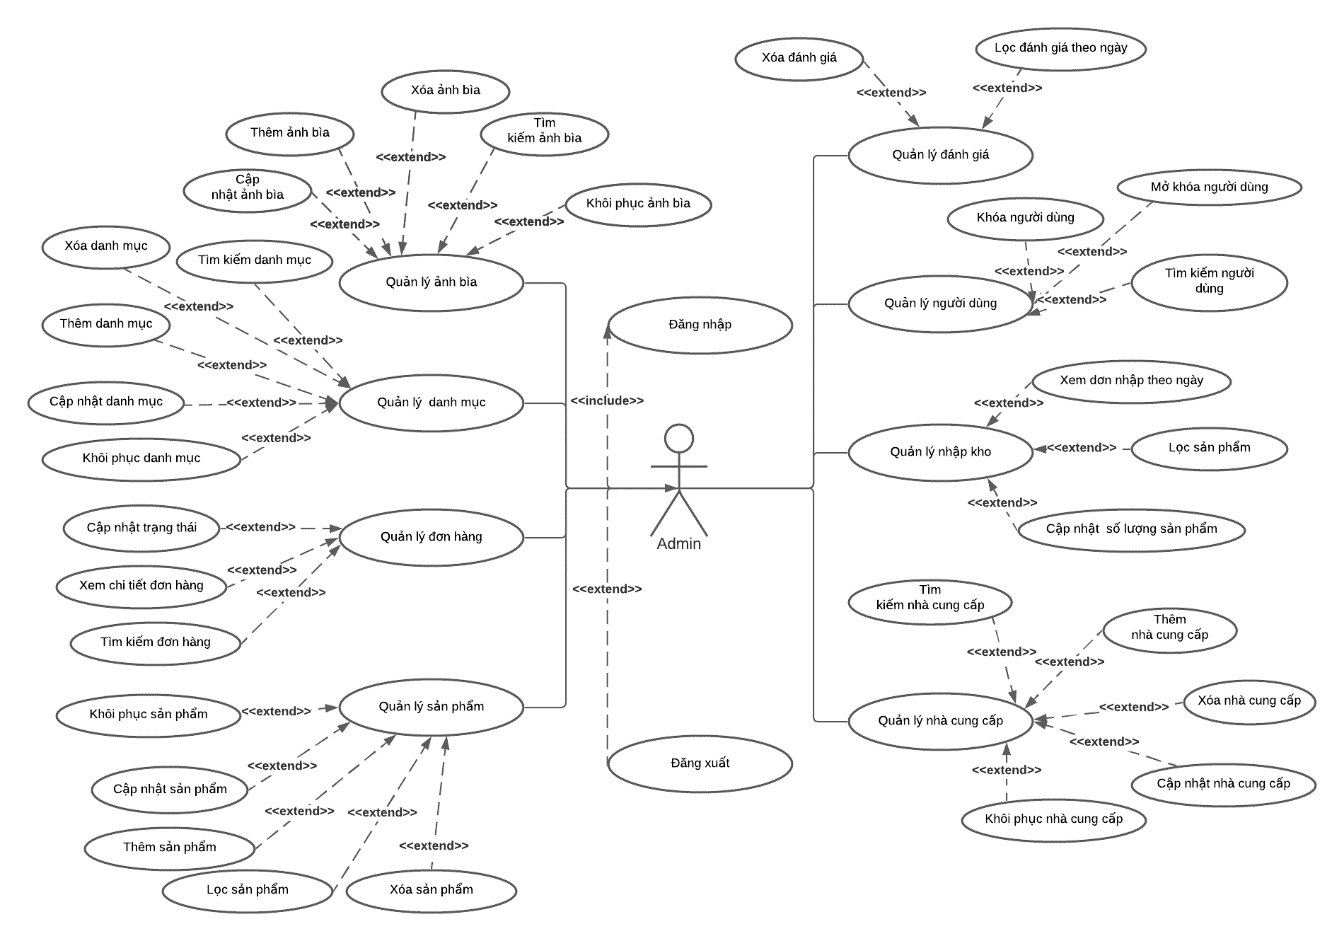 Xóa đánh giá
Lọc đánh giá theo ngày
<<extend>>
<<extend>>
Quản lý đánh giá
Xóa ảnh bìa
Thêm ảnh bìa
Tìm
kiếm ảnh bìa
<<extend>>
Cập
nhật ảnh bìa
<<extend>>
<<extend>>
Khôi phục ảnh bìa
<<extend>>
<<extend>>
Quản lý ảnh bìa
Mở khóa người dùng
Khóa người dùng
<<extend>>
<<extend>>
Tìm kiếm người
dùng
<<extend>>
Quản lý người dùng
Xóa danh mục
Tìm kiếm danh mục
<<extend>>
Thêm danh mục
<<extend>>
<<extend>>
Cập nhật danh mục
<<extend>>
Quản lý  danh mục
<<extend>>
Khôi phục danh mục
Đăng nhập
<<include>>
Admin
<<extend>>
Đăng xuất
Xem dơn nhập theo ngày
<<extend>>
Quản lý nhập kho
<<extend>>
Lọc sản phẩm
<<extend>>
Cập nhật  số lượng sản phẩm
Cập nhật trạng thái
<<extend>>
Quản lý đơn hàng
<<extend>>
Xem chi tiết đơn hàng
<<extend>>
Tìm kiếm đơn hàng
Tìm
kiếm nhà cung cấp
Thêm
nhà cung cấp
<<extend>>
<<extend>>
Xóa nhà cung cấp
<<extend>>
Quản lý nhà cung cấp
<<extend>>
<<extend>>
Cập nhật nhà cung cấp
Khôi phục nhà cung cấp
Khôi phục sản phẩm
<<extend>>
Quản lý sản phẩm
<<extend>>
Cập nhật sản phẩm
<<extend>>
<<extend>>
Thêm sản phẩm
<<extend>>
Lọc sản phẩm
Xóa sản phẩm